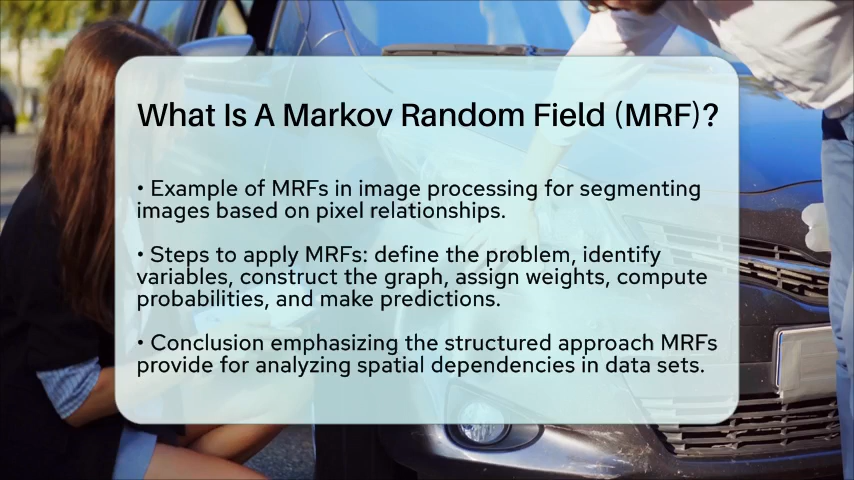 What Is A Markov Random Field (MRF)?
• Example of MRFs in image processing for segmenting
images based on pixel relationships.
• Steps to apply MRFs: define the problem, identify
variables, construct the graph, assign weights, compute
probabilities, and make predictions.
• Conclusion emphasizing the structured approach MRFs
provide for analyzing spatial dependencies in data sets.